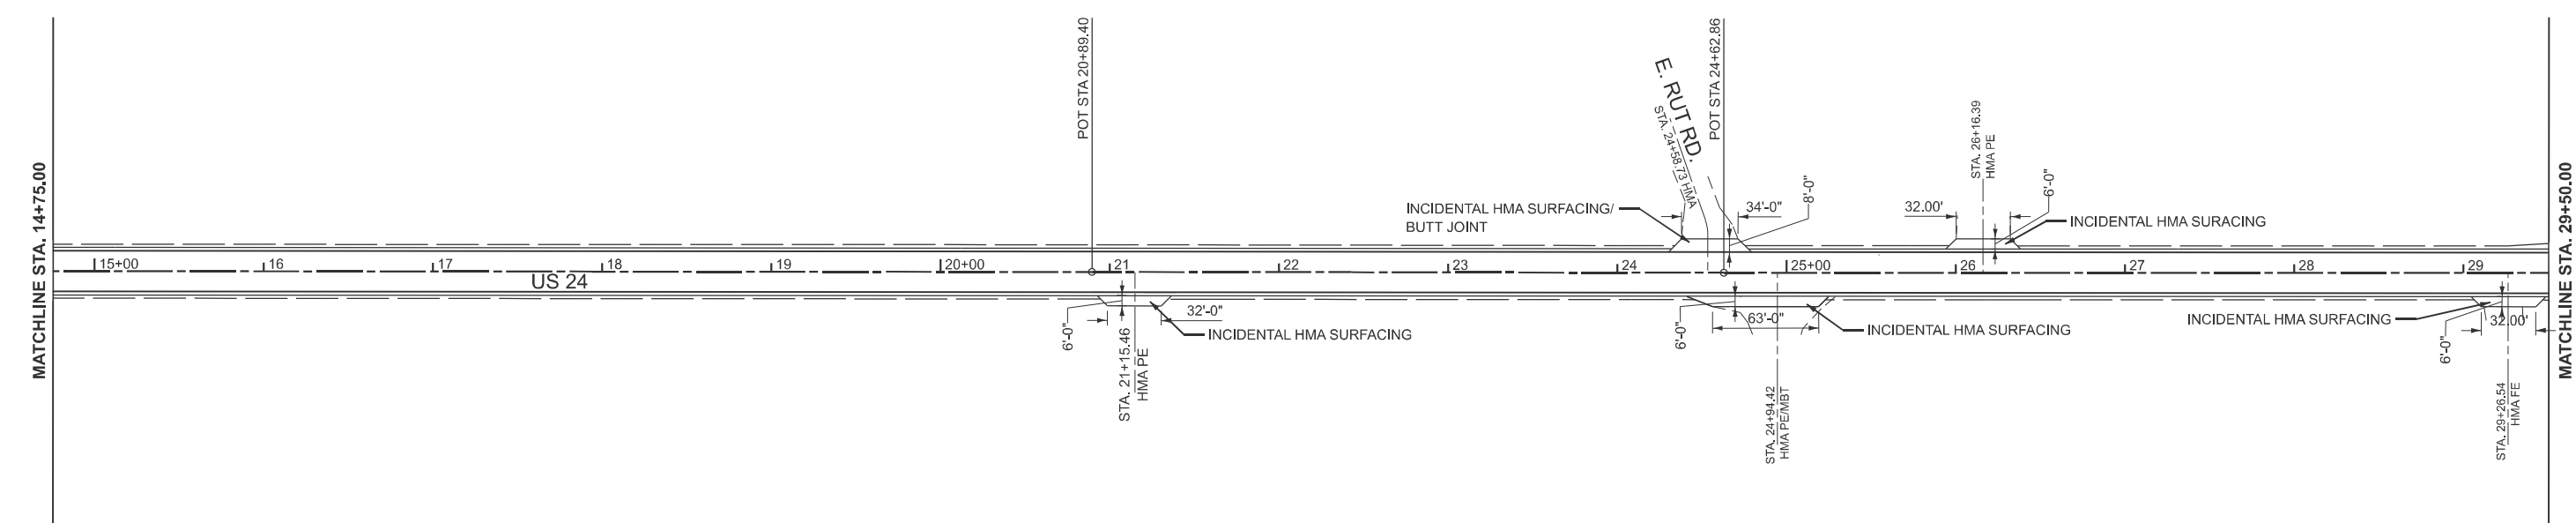 MATCHLINE STA. 14+75.00
POT STA 20+89.40
POT STA 24+62.86
E. RUT RD.
STA. 24+58.73 HMA
STA. 26+16.39
HMA PE
INCIDENTAL HMA SURFACING/
BUTT JOINT
34'-0"
8'-0"
32.00'
6'-0"
INCIDENTAL HMA SURACING
15+00
16
17
18
19
20+00
21
22
23
24
25+00
26
27
28
29
US 24
6'-0"
32'-0"
INCIDENTAL HMA SURFACING
STA. 21+15.46
HMA PE
6'-0"
63'-0"
INCIDENTAL HMA SURFACING
STA. 24+94.42
HMA PE/MBT
INCIDENTAL HMA SURFACING
6'-0"
32.00'
STA. 29+26.54
HMA FE
MATCHLINE STA. 29+50.00